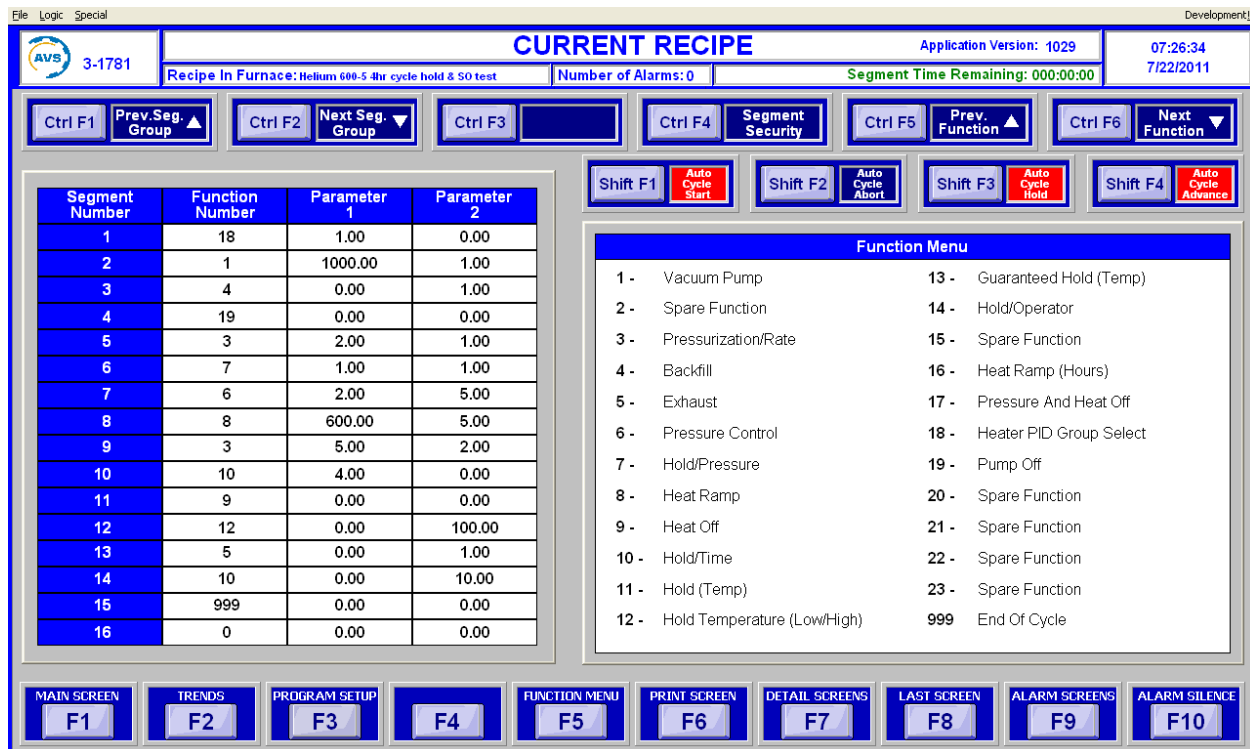 File Logic Special Development!
AVS 3-1781
CURRENT RECIPE
Application Version: 1029
07:26:34
7/22/2011
Recipe In Furnace: Helium 600-5 4hr cycle hold & SO test
Number of Alarms: 0
Segment Time Remaining: 000:00:00
Ctrl F1 Prev.Seg. Group
Ctrl F2 Next Seg. Group
Ctrl F3
Ctrl F4 Segment Security
Ctrl F5 Prev. Function
Ctrl F6 Next Function
Shift F1 Auto Cycle Start
Shift F2 Auto Cycle Abort
Shift F3 Auto Cycle Hold
Shift F4 Auto Cycle Advance
Segment Number Function Number Parameter 1 Parameter 2
1 18 1.00 0.00
2 1 1000.00 1.00
3 4 0.00 1.00
4 19 0.00 0.00
5 3 2.00 1.00
6 7 1.00 1.00
7 6 2.00 5.00
8 8 600.00 5.00
9 3 5.00 2.00
10 10 4.00 0.00
11 9 0.00 0.00
12 12 0.00 100.00
13 5 0.00 1.00
14 10 0.00 10.00
15 999 0.00 0.00
16 0 0.00 0.00
Function Menu
1 - Vacuum Pump
2 - Spare Function
3 - Pressurization/Rate
4 - Backfill
5 - Exhaust
6 - Pressure Control
7 - Hold/Pressure
8 - Heat Ramp
9 - Heat Off
10 - Hold/Time
11 - Hold (Temp)
12 - Hold Temperature (Low/High)
13 - Guaranteed Hold (Temp)
14 - Hold/Operator
15 - Spare Function
16 - Heat Ramp (Hours)
17 - Pressure And Heat Off
18 - Heater PID Group Select
19 - Pump Off
20 - Spare Function
21 - Spare Function
22 - Spare Function
23 - Spare Function
999 End Of Cycle
MAIN SCREEN F1
TRENDS F2
PROGRAM SETUP F3
F4
FUNCTION MENU F5
PRINT SCREEN F6
DETAIL SCREENS F7
LAST SCREEN F8
ALARM SCREENS F9
ALARM SILENCE F10